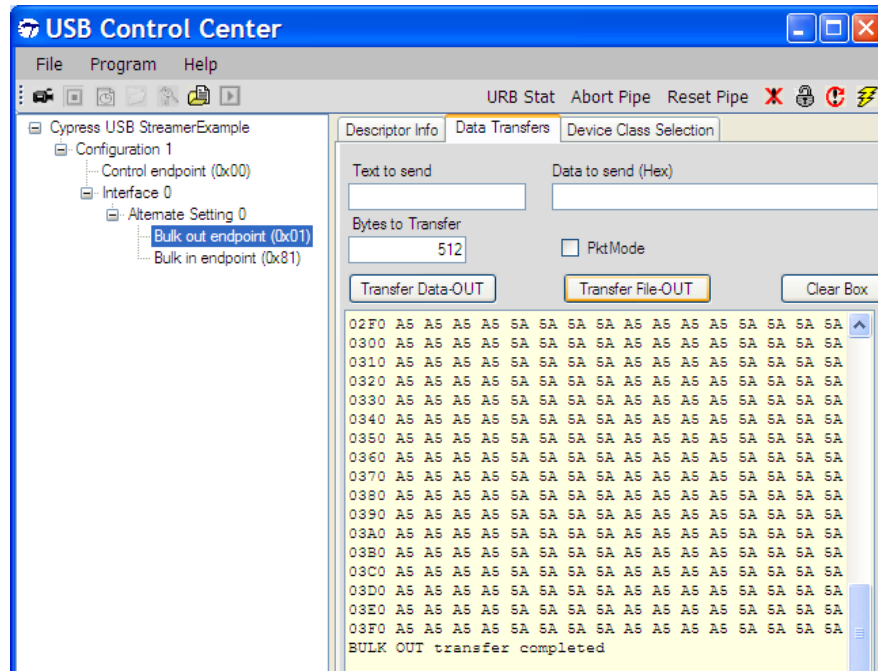 USB Control Center
File Program Help
URB Stat Abort Pipe Reset Pipe
Cypress USB StreamerExample
Configuration 1
Control endpoint (0x00)
Interface 0
Alternate Setting 0
Bulk out endpoint (0x01)
Bulk in endpoint (0x81)
Descriptor Info Data Transfers Device Class Selection
Text to send Data to send (Hex)
Bytes to Transfer
512 PktMode
Transfer Data-OUT Transfer File-OUT Clear Box
02F0 A5 A5 A5 A5 5A 5A 5A 5A A5 A5 A5 A5 5A 5A 5A 5A
0300 A5 A5 A5 A5 5A 5A 5A 5A A5 A5 A5 A5 5A 5A 5A 5A
0310 A5 A5 A5 A5 5A 5A 5A 5A A5 A5 A5 A5 5A 5A 5A 5A
0320 A5 A5 A5 A5 5A 5A 5A 5A A5 A5 A5 A5 5A 5A 5A 5A
0330 A5 A5 A5 A5 5A 5A 5A 5A A5 A5 A5 A5 5A 5A 5A 5A
0340 A5 A5 A5 A5 5A 5A 5A 5A A5 A5 A5 A5 5A 5A 5A 5A
0350 A5 A5 A5 A5 5A 5A 5A 5A A5 A5 A5 A5 5A 5A 5A 5A
0360 A5 A5 A5 A5 5A 5A 5A 5A A5 A5 A5 A5 5A 5A 5A 5A
0370 A5 A5 A5 A5 5A 5A 5A 5A A5 A5 A5 A5 5A 5A 5A 5A
0380 A5 A5 A5 A5 5A 5A 5A 5A A5 A5 A5 A5 5A 5A 5A 5A
0390 A5 A5 A5 A5 5A 5A 5A 5A A5 A5 A5 A5 5A 5A 5A 5A
03A0 A5 A5 A5 A5 5A 5A 5A 5A A5 A5 A5 A5 5A 5A 5A 5A
03B0 A5 A5 A5 A5 5A 5A 5A 5A A5 A5 A5 A5 5A 5A 5A 5A
03C0 A5 A5 A5 A5 5A 5A 5A 5A A5 A5 A5 A5 5A 5A 5A 5A
03D0 A5 A5 A5 A5 5A 5A 5A 5A A5 A5 A5 A5 5A 5A 5A 5A
03E0 A5 A5 A5 A5 5A 5A 5A 5A A5 A5 A5 A5 5A 5A 5A 5A
03F0 A5 A5 A5 A5 5A 5A 5A 5A A5 A5 A5 A5 5A 5A 5A 5A
BULK OUT transfer completed